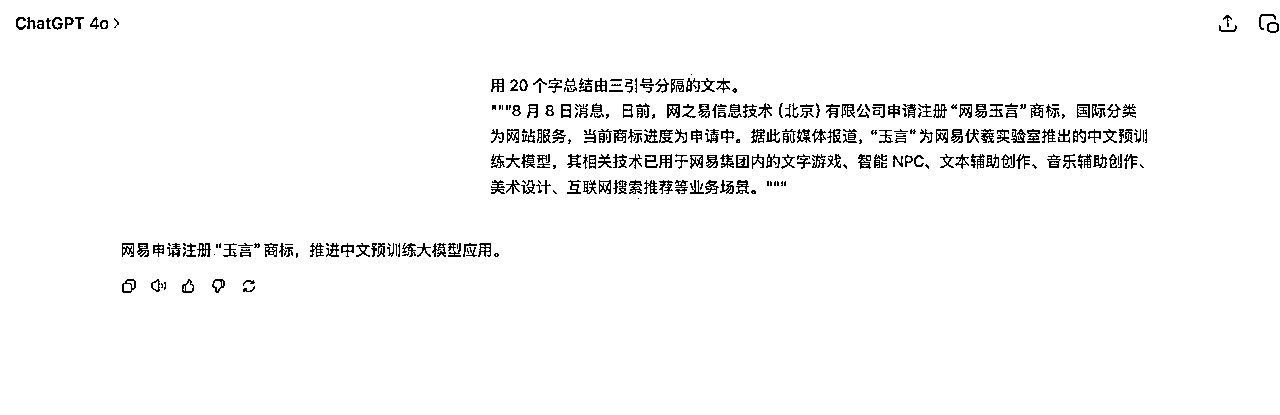 ChatGPT 4o >
用 20 个字总结由三引号分隔的文本。
"""8 月 8 日消息，日前，网之易信息技术（北京）有限公司申请注册“网易玉言”商标，国际分类
为网站服务，当前商标进度为申请中。据此前媒体报道，“玉言”为网易伏羲实验室推出的中文预训
练大模型，其相关技术已用于网易集团内的文字游戏、智能 NPC、文本辅助创作、音乐辅助创作、
美术设计、互联网搜索推荐等业务场景。"""
网易申请注册“玉言”商标，推进中文预训练大模型应用。